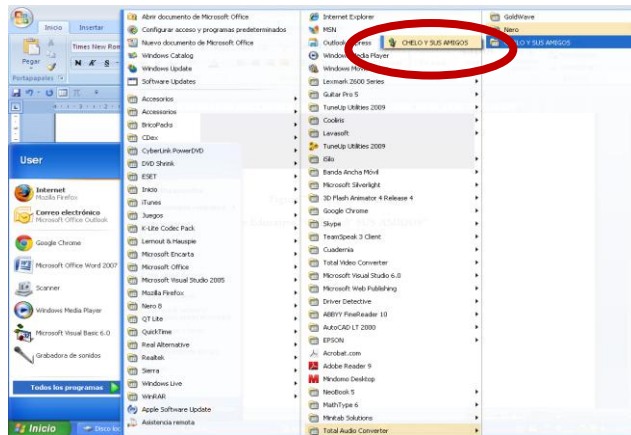 Inicio
Insertar
Pegar
Times New Rom
N K S
Portapapeles
User
Internet
Mozilla Firefox
Correo electrónico
Microsoft Office Outlook
Google Chrome
Microsoft Office Word 2007
Scanner
Windows Media Player
Microsoft Visual Basic 6.0
Grabadora de sonidos
Todos los programas
Inicio
Disco loc
Abrir documento de Microsoft Office
Configurar acceso y programas predeterminados
Nuevo documento de Microsoft Office
Windows Catalog
Windows Update
Software Updates
Accesorios
Accessories
BricoPacks
CDex
CyberLink PowerDVD
DVD Shrink
ESET
Inicio
iTunes
Juegos
K-Lite Codec Pack
Lernout & Hauspie
Microsoft Encarta
Microsoft Office
Microsoft Visual Studio 2005
Mozilla Firefox
Nero 8
QT Lite
QuickTime
Real Alternative
Realtek
Sierra
Windows Live
WinRAR
Apple Software Update
Asistencia remota
Internet Explorer
MSN
Outlook Express
Windows Media Player
Windows Movie
Lexmark Z600 Series
Guitar Pro 5
TuneUp Utilities 2009
Cooliris
Lavasoft
TuneUp Utilities 2009
iSilo
Banda Ancha Móvil
Microsoft Silverlight
3D Flash Animator 4 Release 4
Google Chrome
Skype
TeamSpeak 3 Client
Cuadernia
Total Video Converter
Microsoft Visual Studio 6.0
Microsoft Web Publishing
Driver Detective
ABBYY FineReader 10
AutoCAD LT 2000
EPSON
Acrobat.com
Adobe Reader 9
Mindomo Desktop
NeoBook 5
MathType 6
Minitab Solutions
Total Audio Converter
CHELO Y SUS AMIGOS
GoldWave
Nero
CHELO Y SUS AMIGOS